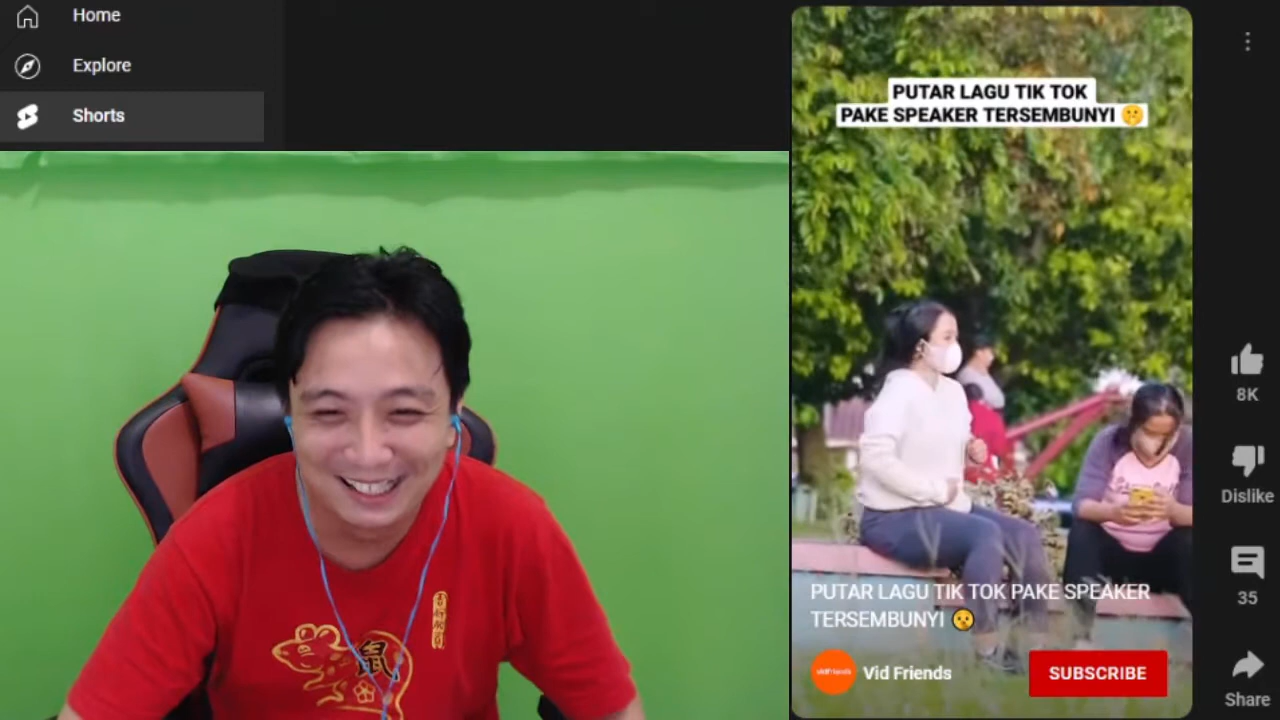 Home
Explore
Shorts
PUTAR LAGU TIK TOK
PAKE SPEAKER TERSEMBUNYI 🤫
鼠
8K
Dislike
35
Share
PUTAR LAGU TIK TOK PAKE SPEAKER
TERSEMBUNYI 😯
Vid Friends
SUBSCRIBE